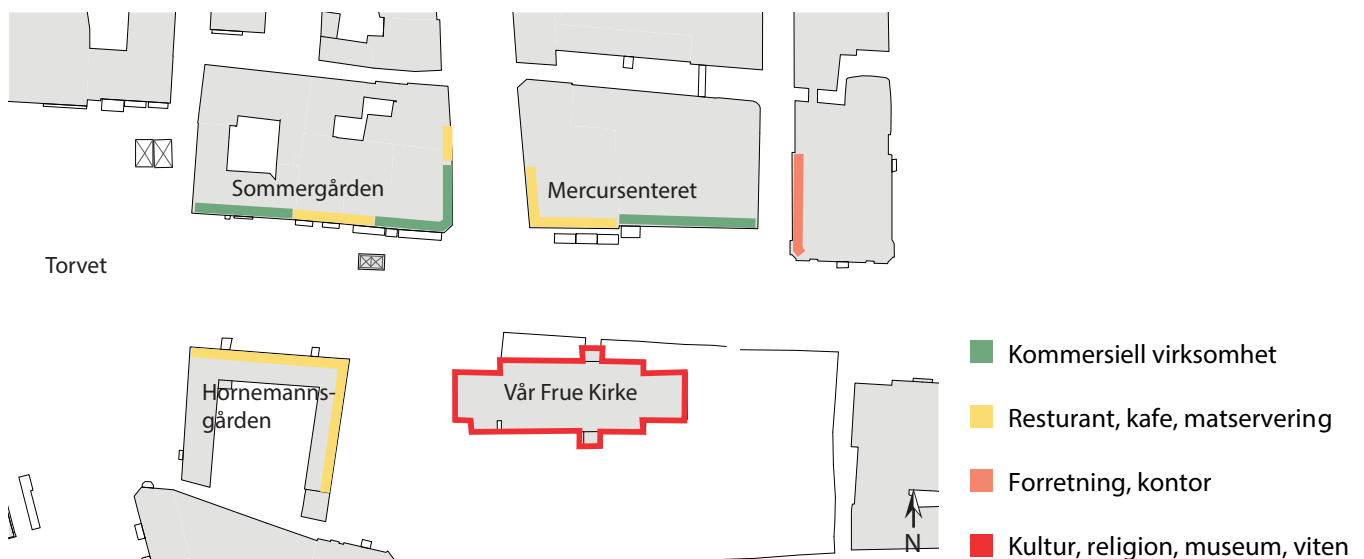 Sommergården
Mercursenteret
Torvet
Hornemanns-
gården
Vår Frue Kirke
N
Kommersiell virksomhet
Resturant, kafe, matservering
Forretning, kontor
Kultur, religion, museum, viten